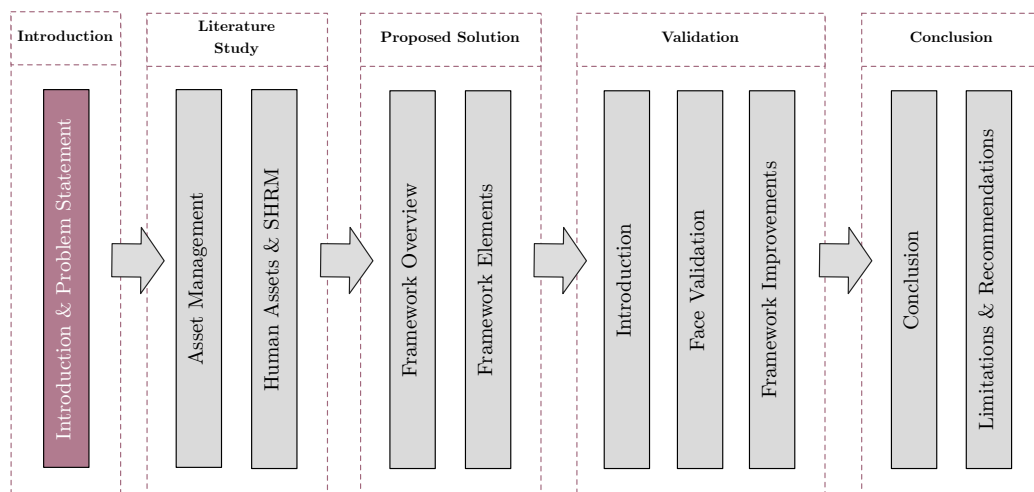 Introduction
Introduction & Problem Statement
Literature
Study
Asset Management
Human Assets & SHRM
Proposed Solution
Framework Overview
Framework Elements
Validation
Introduction
Face Validation
Framework Improvements
Conclusion
Conclusion
Limitations & Recommendations